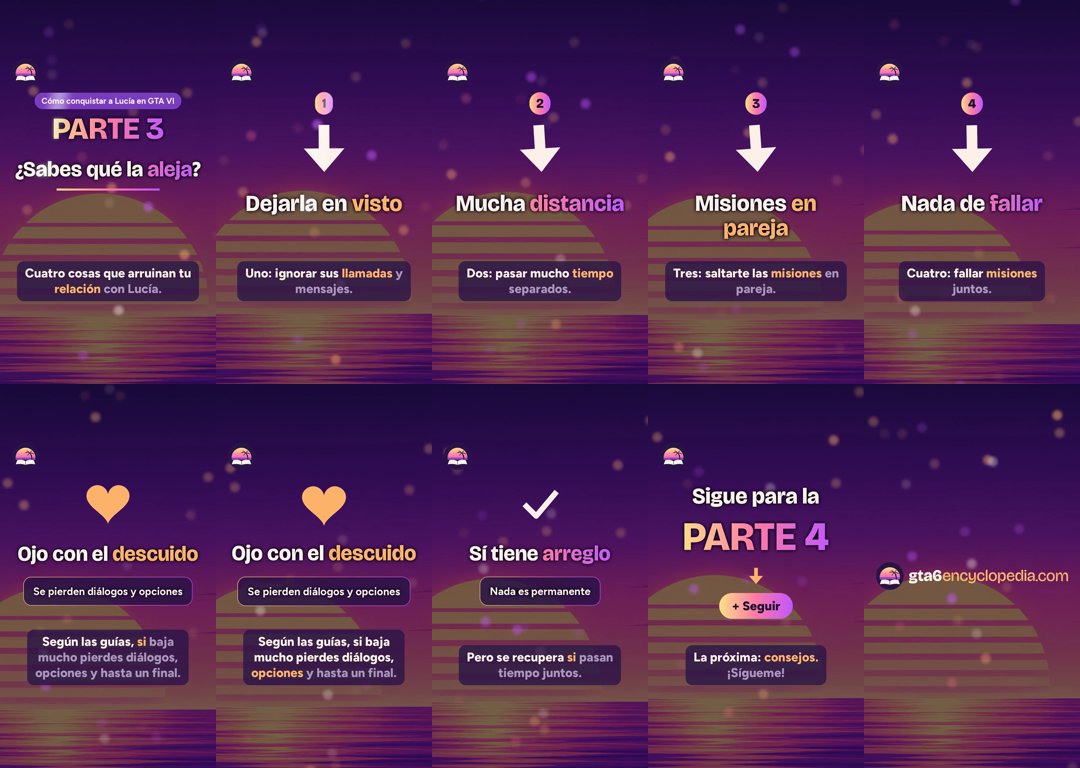 Cómo conquistar a Lucía en GTA VI
PARTE 3
¿Sabes qué la aleja?
Cuatro cosas que arruinan tu
relación con Lucía.
1
Dejarla en visto
Uno: ignorar sus llamadas y
mensajes.
2
Mucha distancia
Dos: pasar mucho tiempo
separados.
3
Misiones en
pareja
Tres: saltarte las misiones en
pareja.
4
Nada de fallar
Cuatro: fallar misiones
juntos.
Ojo con el descuido
Se pierden diálogos y opciones
Según las guías, si baja
mucho pierdes diálogos,
opciones y hasta un final.
Ojo con el descuido
Se pierden diálogos y opciones
Según las guías, si baja
mucho pierdes diálogos,
opciones y hasta un final.
Sí tiene arreglo
Nada es permanente
Pero se recupera si pasan
tiempo juntos.
Sigue para la
PARTE 4
+ Seguir
La próxima: consejos.
¡Sígueme!
gta6encyclopedia.com